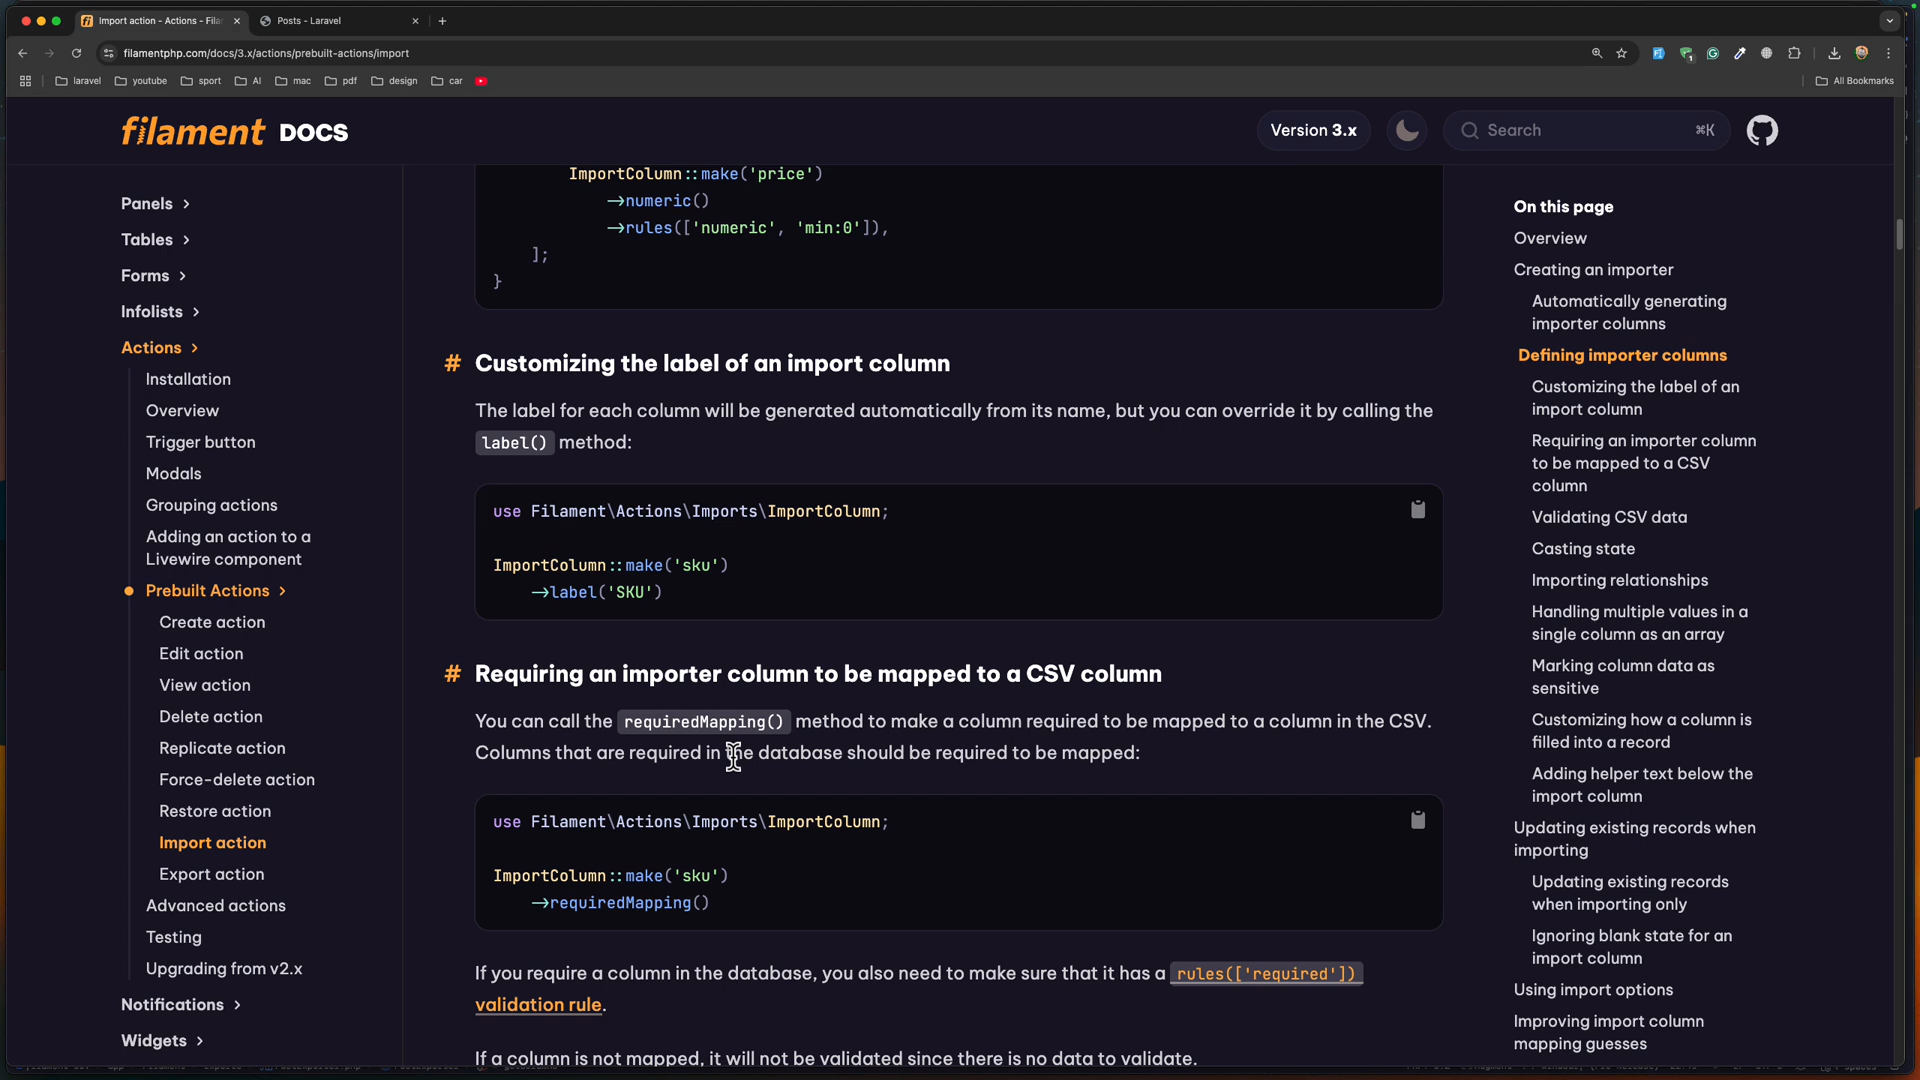 Import action - Actions - Fila
Posts - Laravel
filamentphp.com/docs/3.x/actions/prebuilt-actions/import
laravel
youtube
sport
AI
mac
pdf
design
car
All Bookmarks
filament DOCS
Version 3.x
Search
⌘K
Panels
Tables
Forms
Infolists
Actions
Installation
Overview
Trigger button
Modals
Grouping actions
Adding an action to a
Livewire component
Prebuilt Actions
Create action
Edit action
View action
Delete action
Replicate action
Force-delete action
Restore action
Import action
Export action
Advanced actions
Testing
Upgrading from v2.x
Notifications
Widgets
ImportColumn::make('price')
->numeric()
->rules(['numeric', 'min:0']),
];
}
# Customizing the label of an import column
The label for each column will be generated automatically from its name, but you can override it by calling the
label() method:
use Filament\Actions\Imports\ImportColumn;
ImportColumn::make('sku')
->label('SKU')
# Requiring an importer column to be mapped to a CSV column
You can call the requiredMapping() method to make a column required to be mapped to a column in the CSV.
Columns that are required in the database should be required to be mapped:
use Filament\Actions\Imports\ImportColumn;
ImportColumn::make('sku')
->requiredMapping()
If you require a column in the database, you also need to make sure that it has a rules(['required'])
validation rule.
If a column is not mapped, it will not be validated since there is no data to validate.
On this page
Overview
Creating an importer
Automatically generating
importer columns
Defining importer columns
Customizing the label of an
import column
Requiring an importer column
to be mapped to a CSV
column
Validating CSV data
Casting state
Importing relationships
Handling multiple values in a
single column as an array
Marking column data as
sensitive
Customizing how a column is
filled into a record
Adding helper text below the
import column
Updating existing records when
importing
Updating existing records
when importing only
Ignoring blank state for an
import column
Using import options
Improving import column
mapping guesses